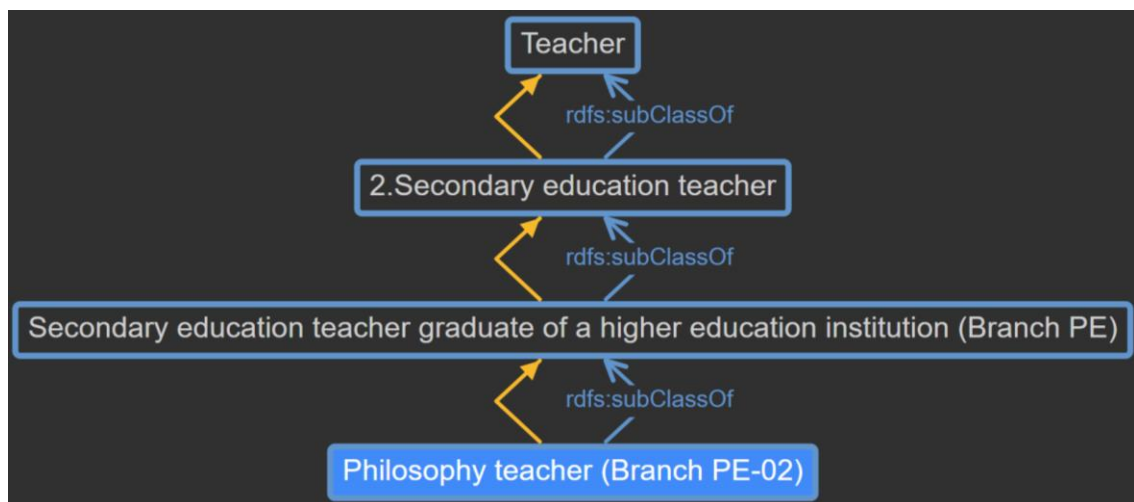 Teacher
rdfs:subClassOf
2.Secondary education teacher
rdfs:subClassOf
Secondary education teacher graduate of a higher education institution (Branch PE)
rdfs:subClassOf
Philosophy teacher (Branch PE-02)